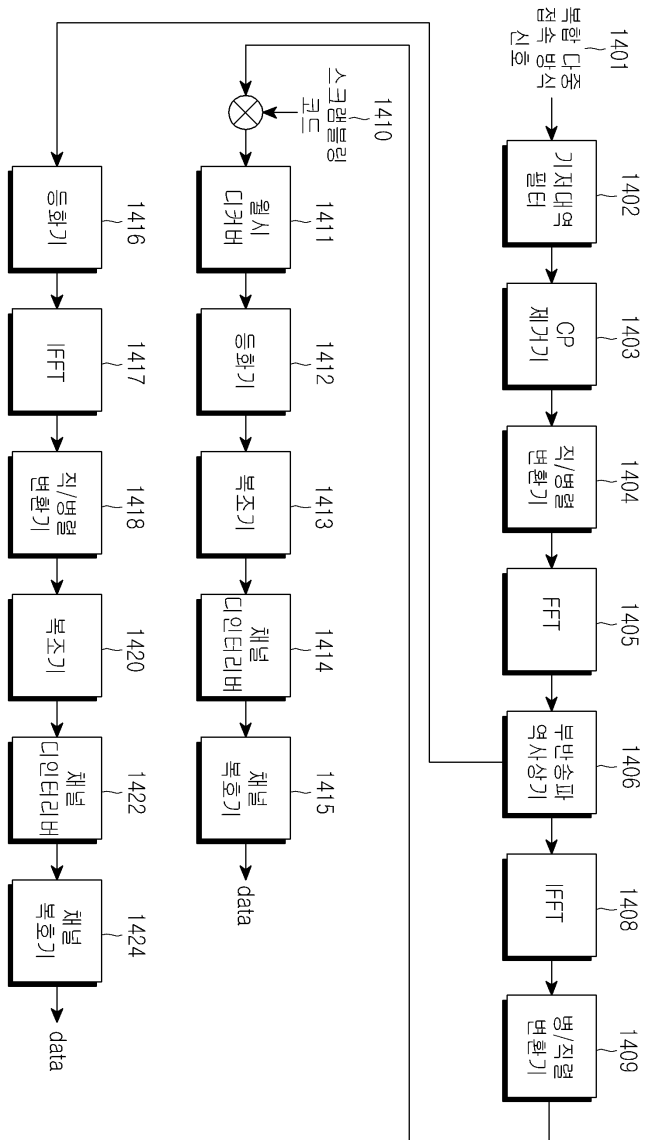 1401
복합 다중
접속 방식
신호
1402
기저대역
필터
1403
CP
제거기
1404
직/병렬
변환기
1405
FFT
1406
부반송파
역사상기
1408
IFFT
1409
병/직렬
변환기
1410
스크램블링
코드
1411
월시
디커버
1412
등화기
1413
복조기
1414
채널
디인터리버
1415
채널
복호기
data
1416
등화기
1417
IFFT
1418
직/병렬
변환기
1420
복조기
1422
채널
디인터리버
1424
채널
복호기
data